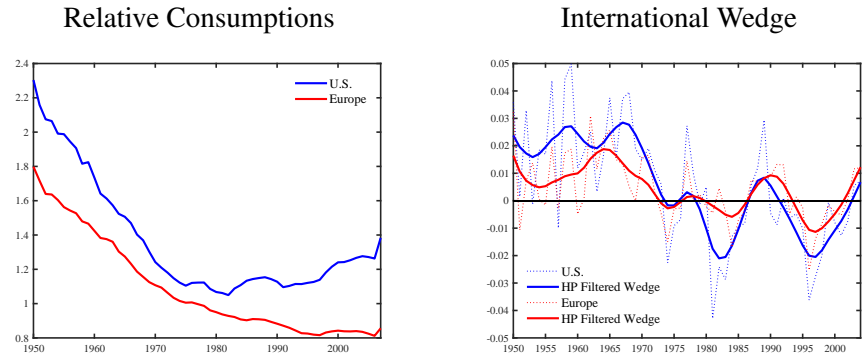 Relative Consumptions
2.4
2.2
2
1.8
1.6
1.4
1.2
1
0.8
1950 1960 1970 1980 1990 2000
U.S.
Europe
International Wedge
0.05
0.04
0.03
0.02
0.01
0
-0.01
-0.02
-0.03
-0.04
-0.05
1950 1955 1960 1965 1970 1975 1980 1985 1990 1995 2000
U.S.
HP Filtered Wedge
Europe
HP Filtered Wedge